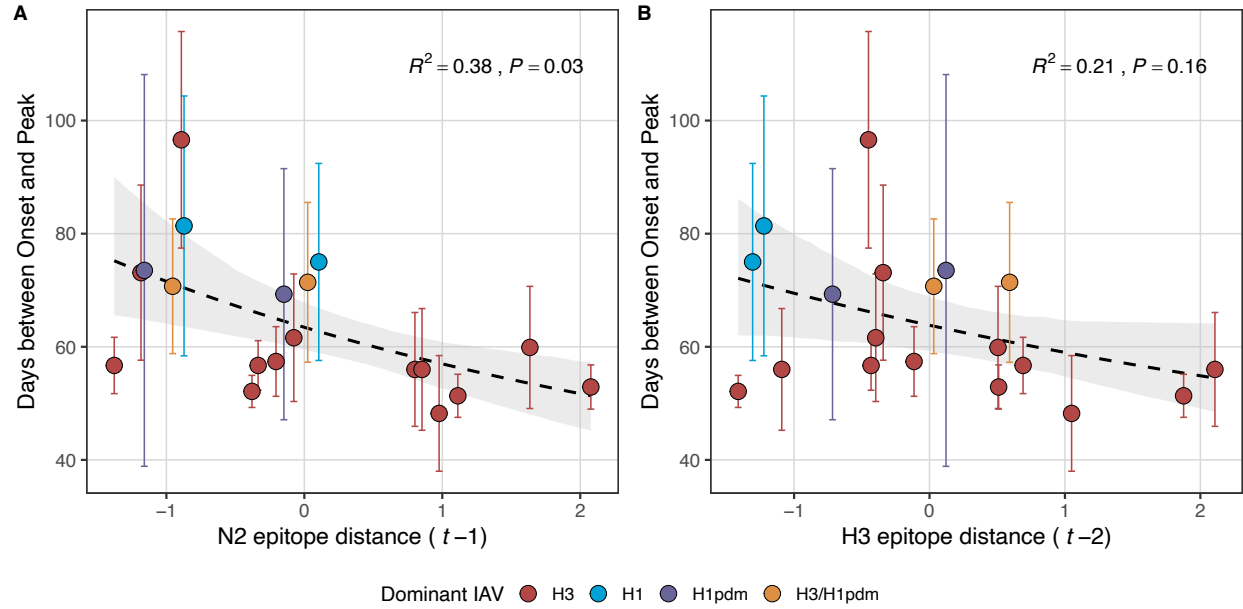 A
R² = 0.38 , P = 0.03
Days between Onset and Peak
100
80
60
40
−1
0
1
2
N2 epitope distance ( t −1)
B
R² = 0.21 , P = 0.16
Days between Onset and Peak
100
80
60
40
−1
0
1
2
H3 epitope distance ( t −2)
Dominant IAV H3 H1 H1pdm H3/H1pdm